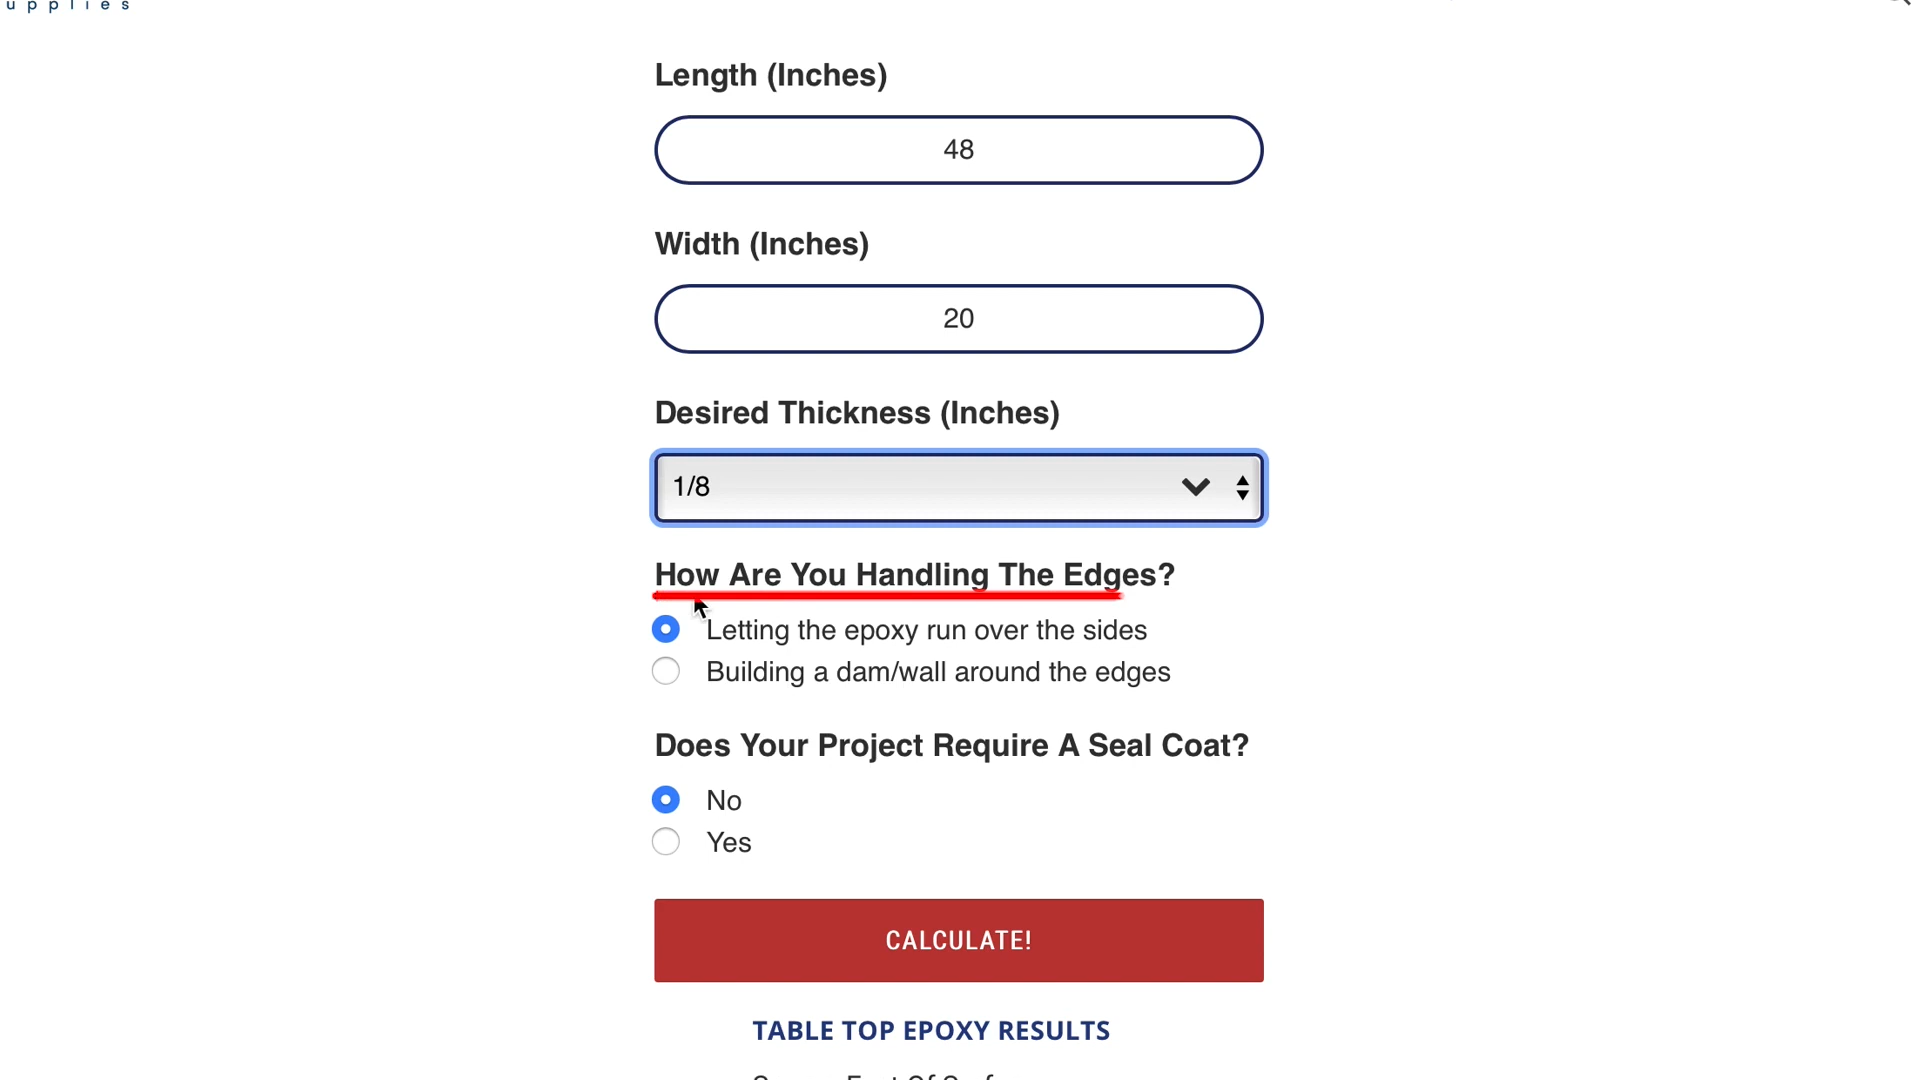 upplies
Length (Inches)
48
Width (Inches)
20
Desired Thickness (Inches)
1/8
How Are You Handling The Edges?
Letting the epoxy run over the sides
Building a dam/wall around the edges
Does Your Project Require A Seal Coat?
No
Yes
CALCULATE!
TABLE TOP EPOXY RESULTS